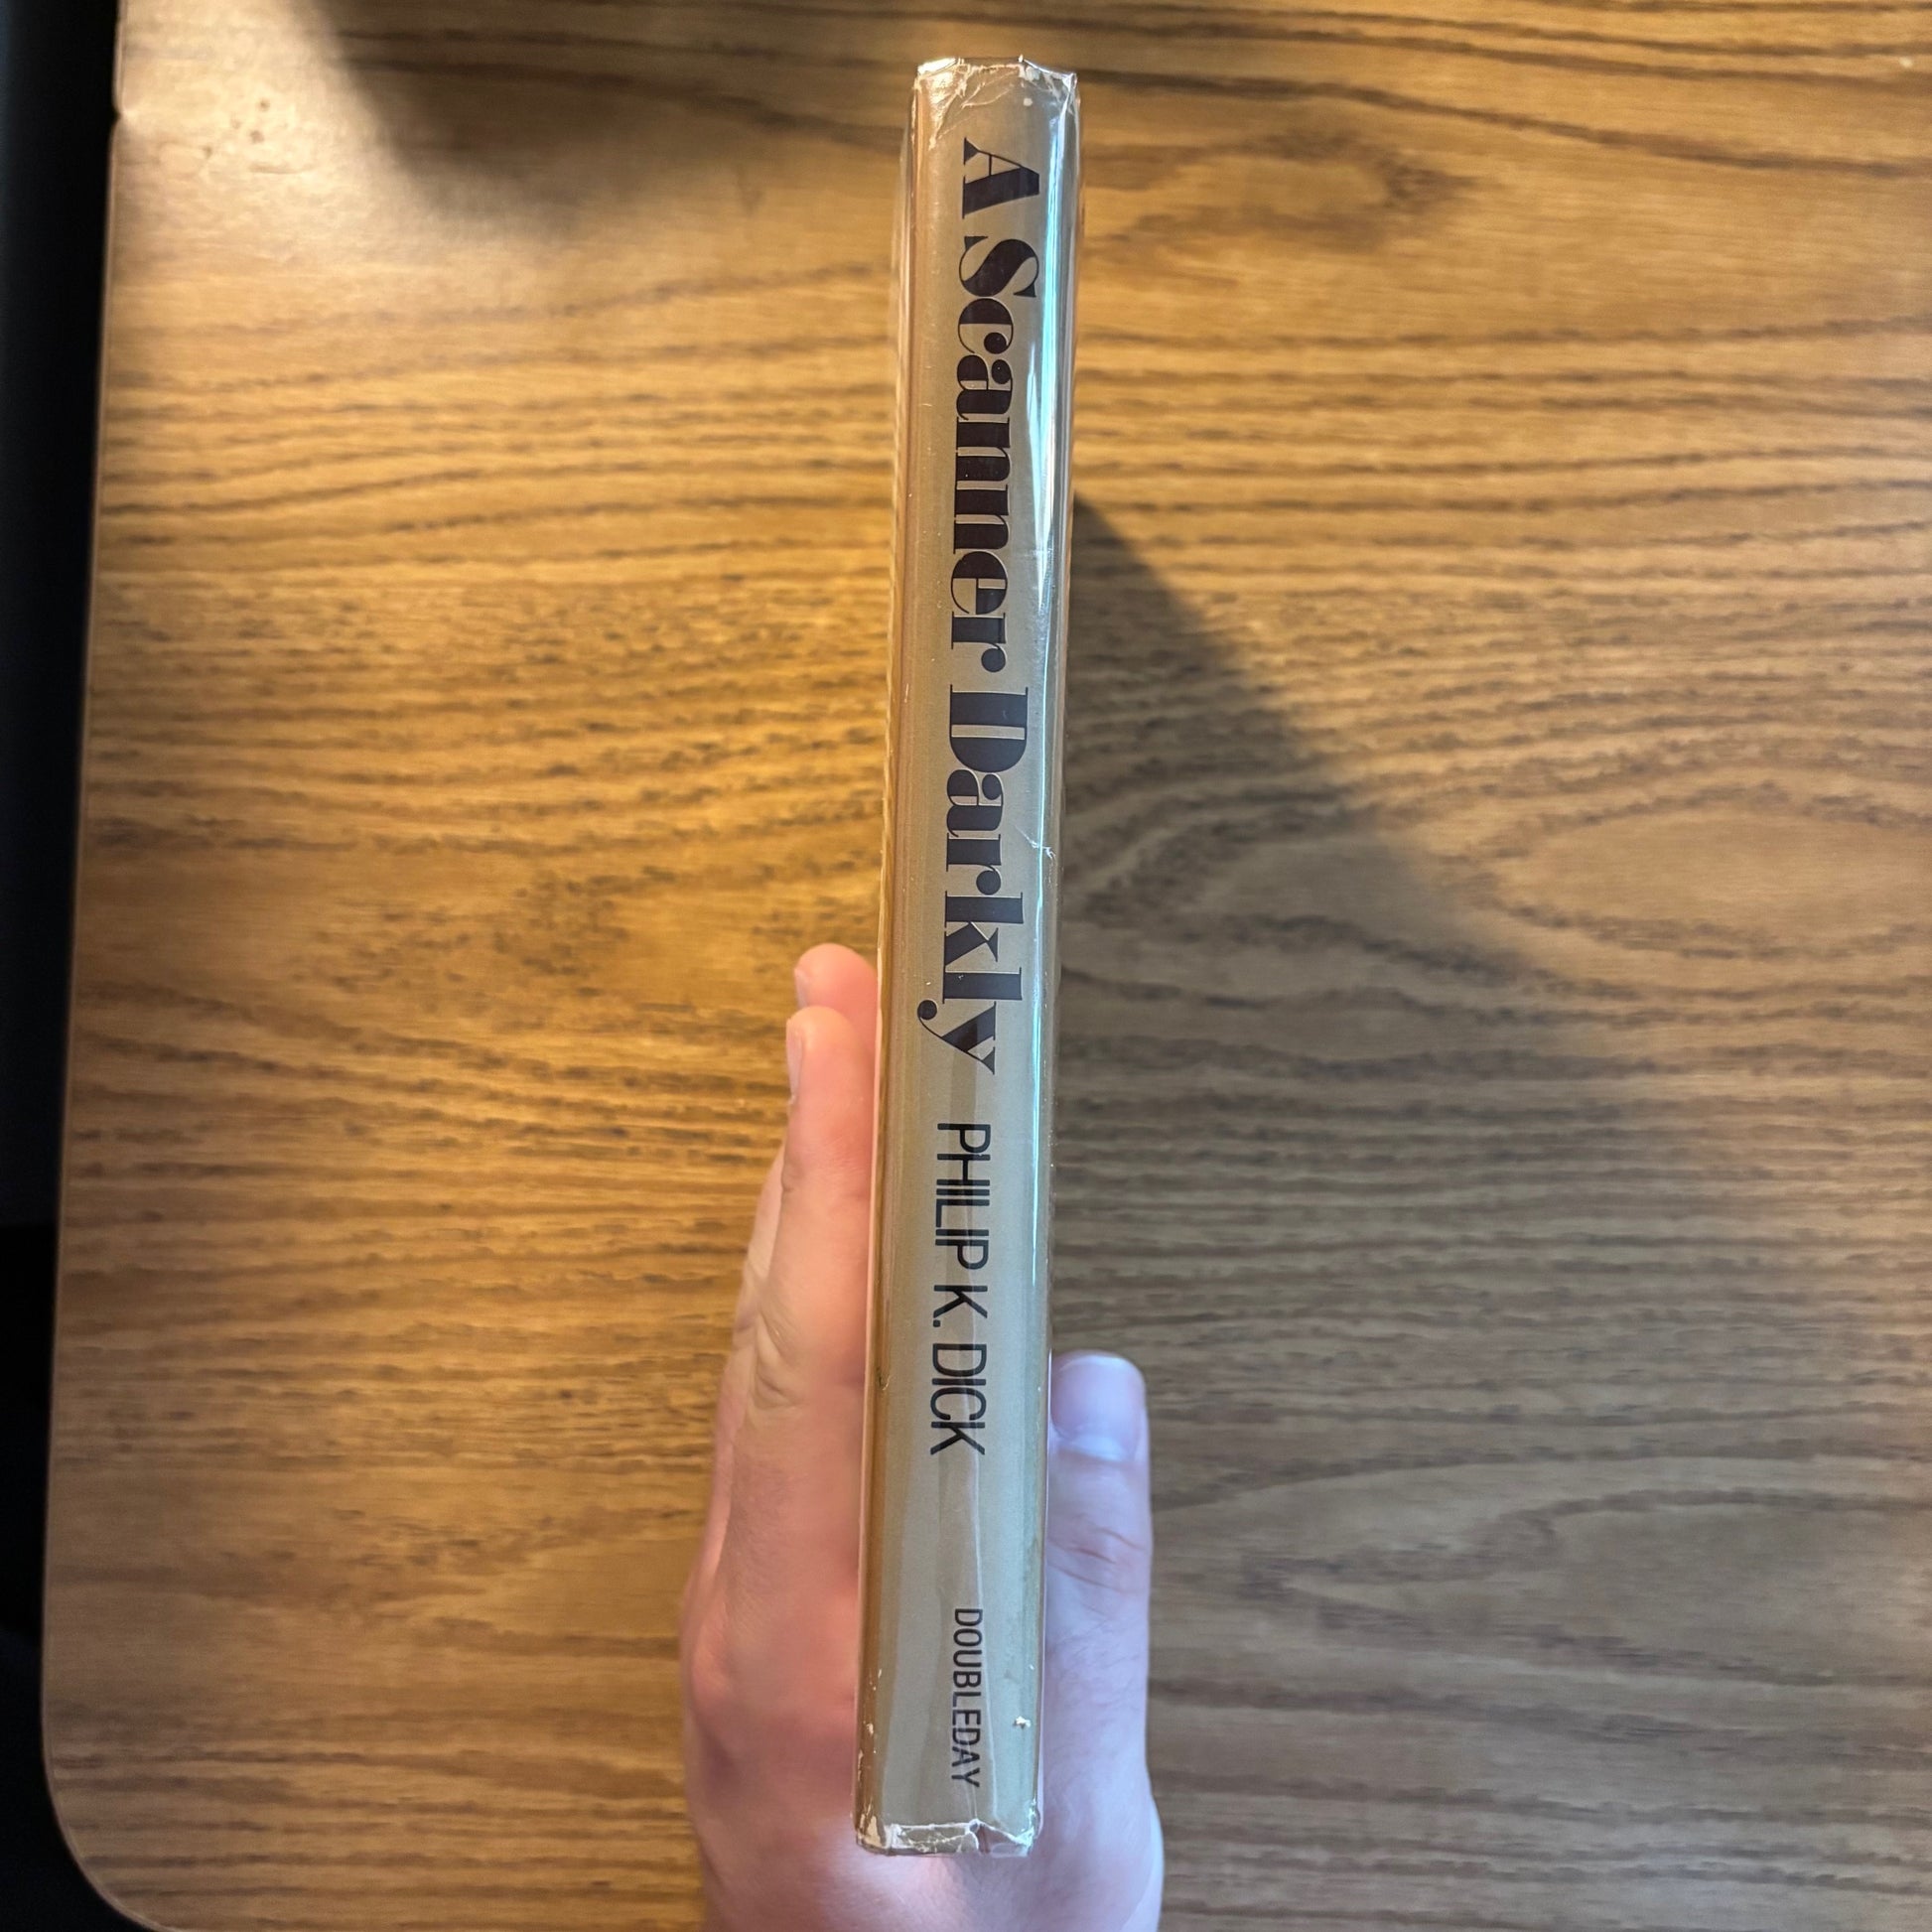 A Scanner Darkly
PHILIP K. DICK
DOUBLEDAY